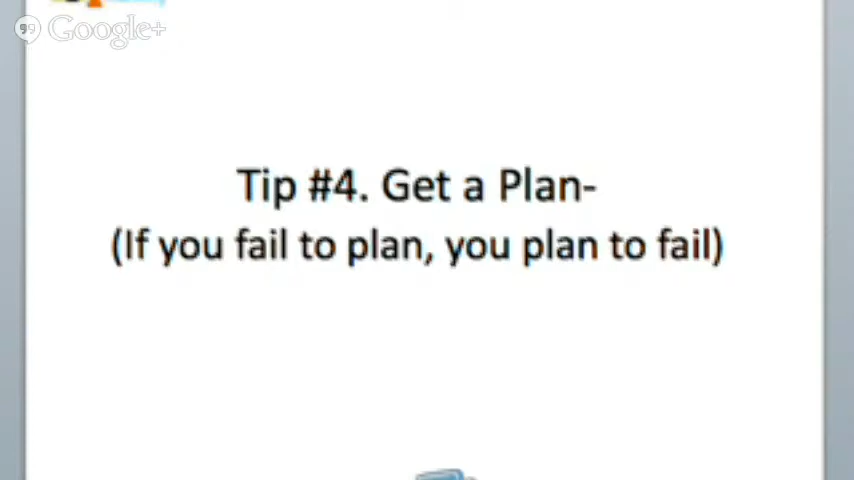 Google+
Tip #4. Get a Plan-
(If you fail to plan, you plan to fail)